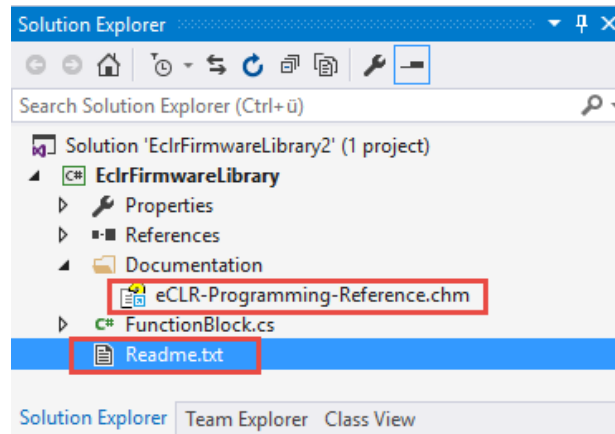 Solution Explorer
Search Solution Explorer (Ctrl+ü)
Solution 'EclrFirmwareLibrary2' (1 project)
C# EclrFirmwareLibrary
Properties
References
Documentation
eCLR-Programming-Reference.chm
C# FunctionBlock.cs
Readme.txt
Solution Explorer Team Explorer Class View